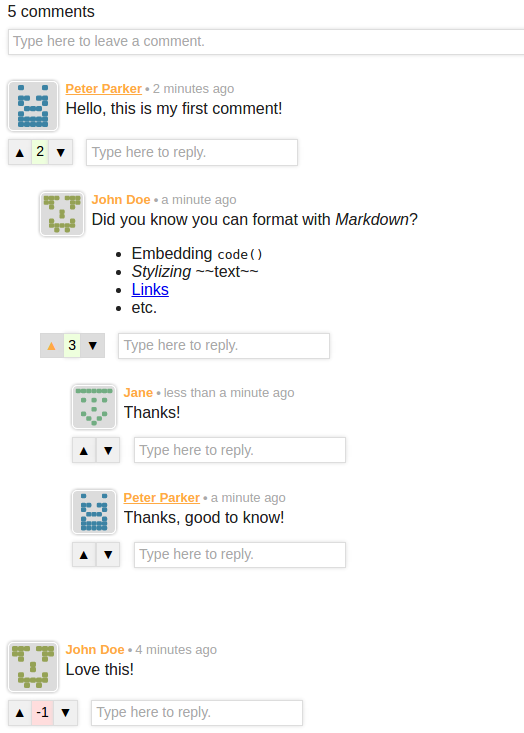 5 comments
Type here to leave a comment.
Peter Parker • 2 minutes ago
Hello, this is my first comment!
▲ 2 ▼ Type here to reply.
John Doe • a minute ago
Did you know you can format with Markdown?
• Embedding code()
• Stylizing ~~text~~
• Links
• etc.
▲ 3 ▼ Type here to reply.
Jane • less than a minute ago
Thanks!
▲ ▼ Type here to reply.
Peter Parker • a minute ago
Thanks, good to know!
▲ ▼ Type here to reply.
John Doe • 4 minutes ago
Love this!
▲ -1 ▼ Type here to reply.